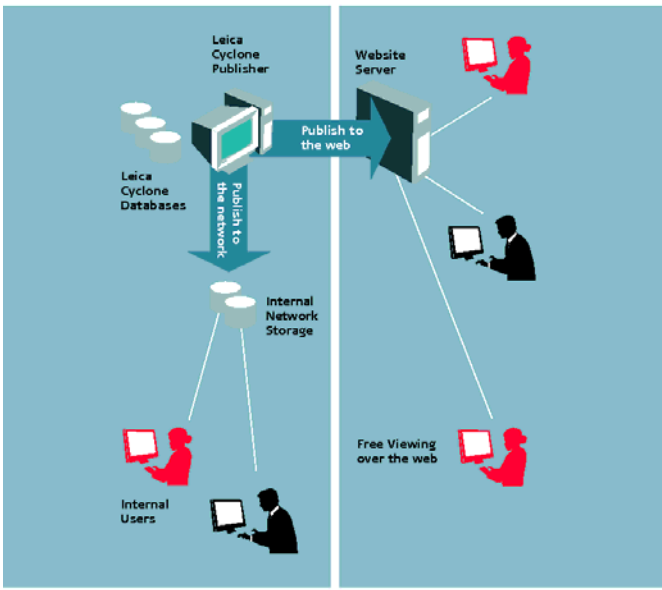 Leica
Cyclone
Publisher
Website
Server
Publish to
the web
Leica
Cyclone
Databases
Publish to
the network
Internal
Network
Storage
Free Viewing
over the web
Internal
Users